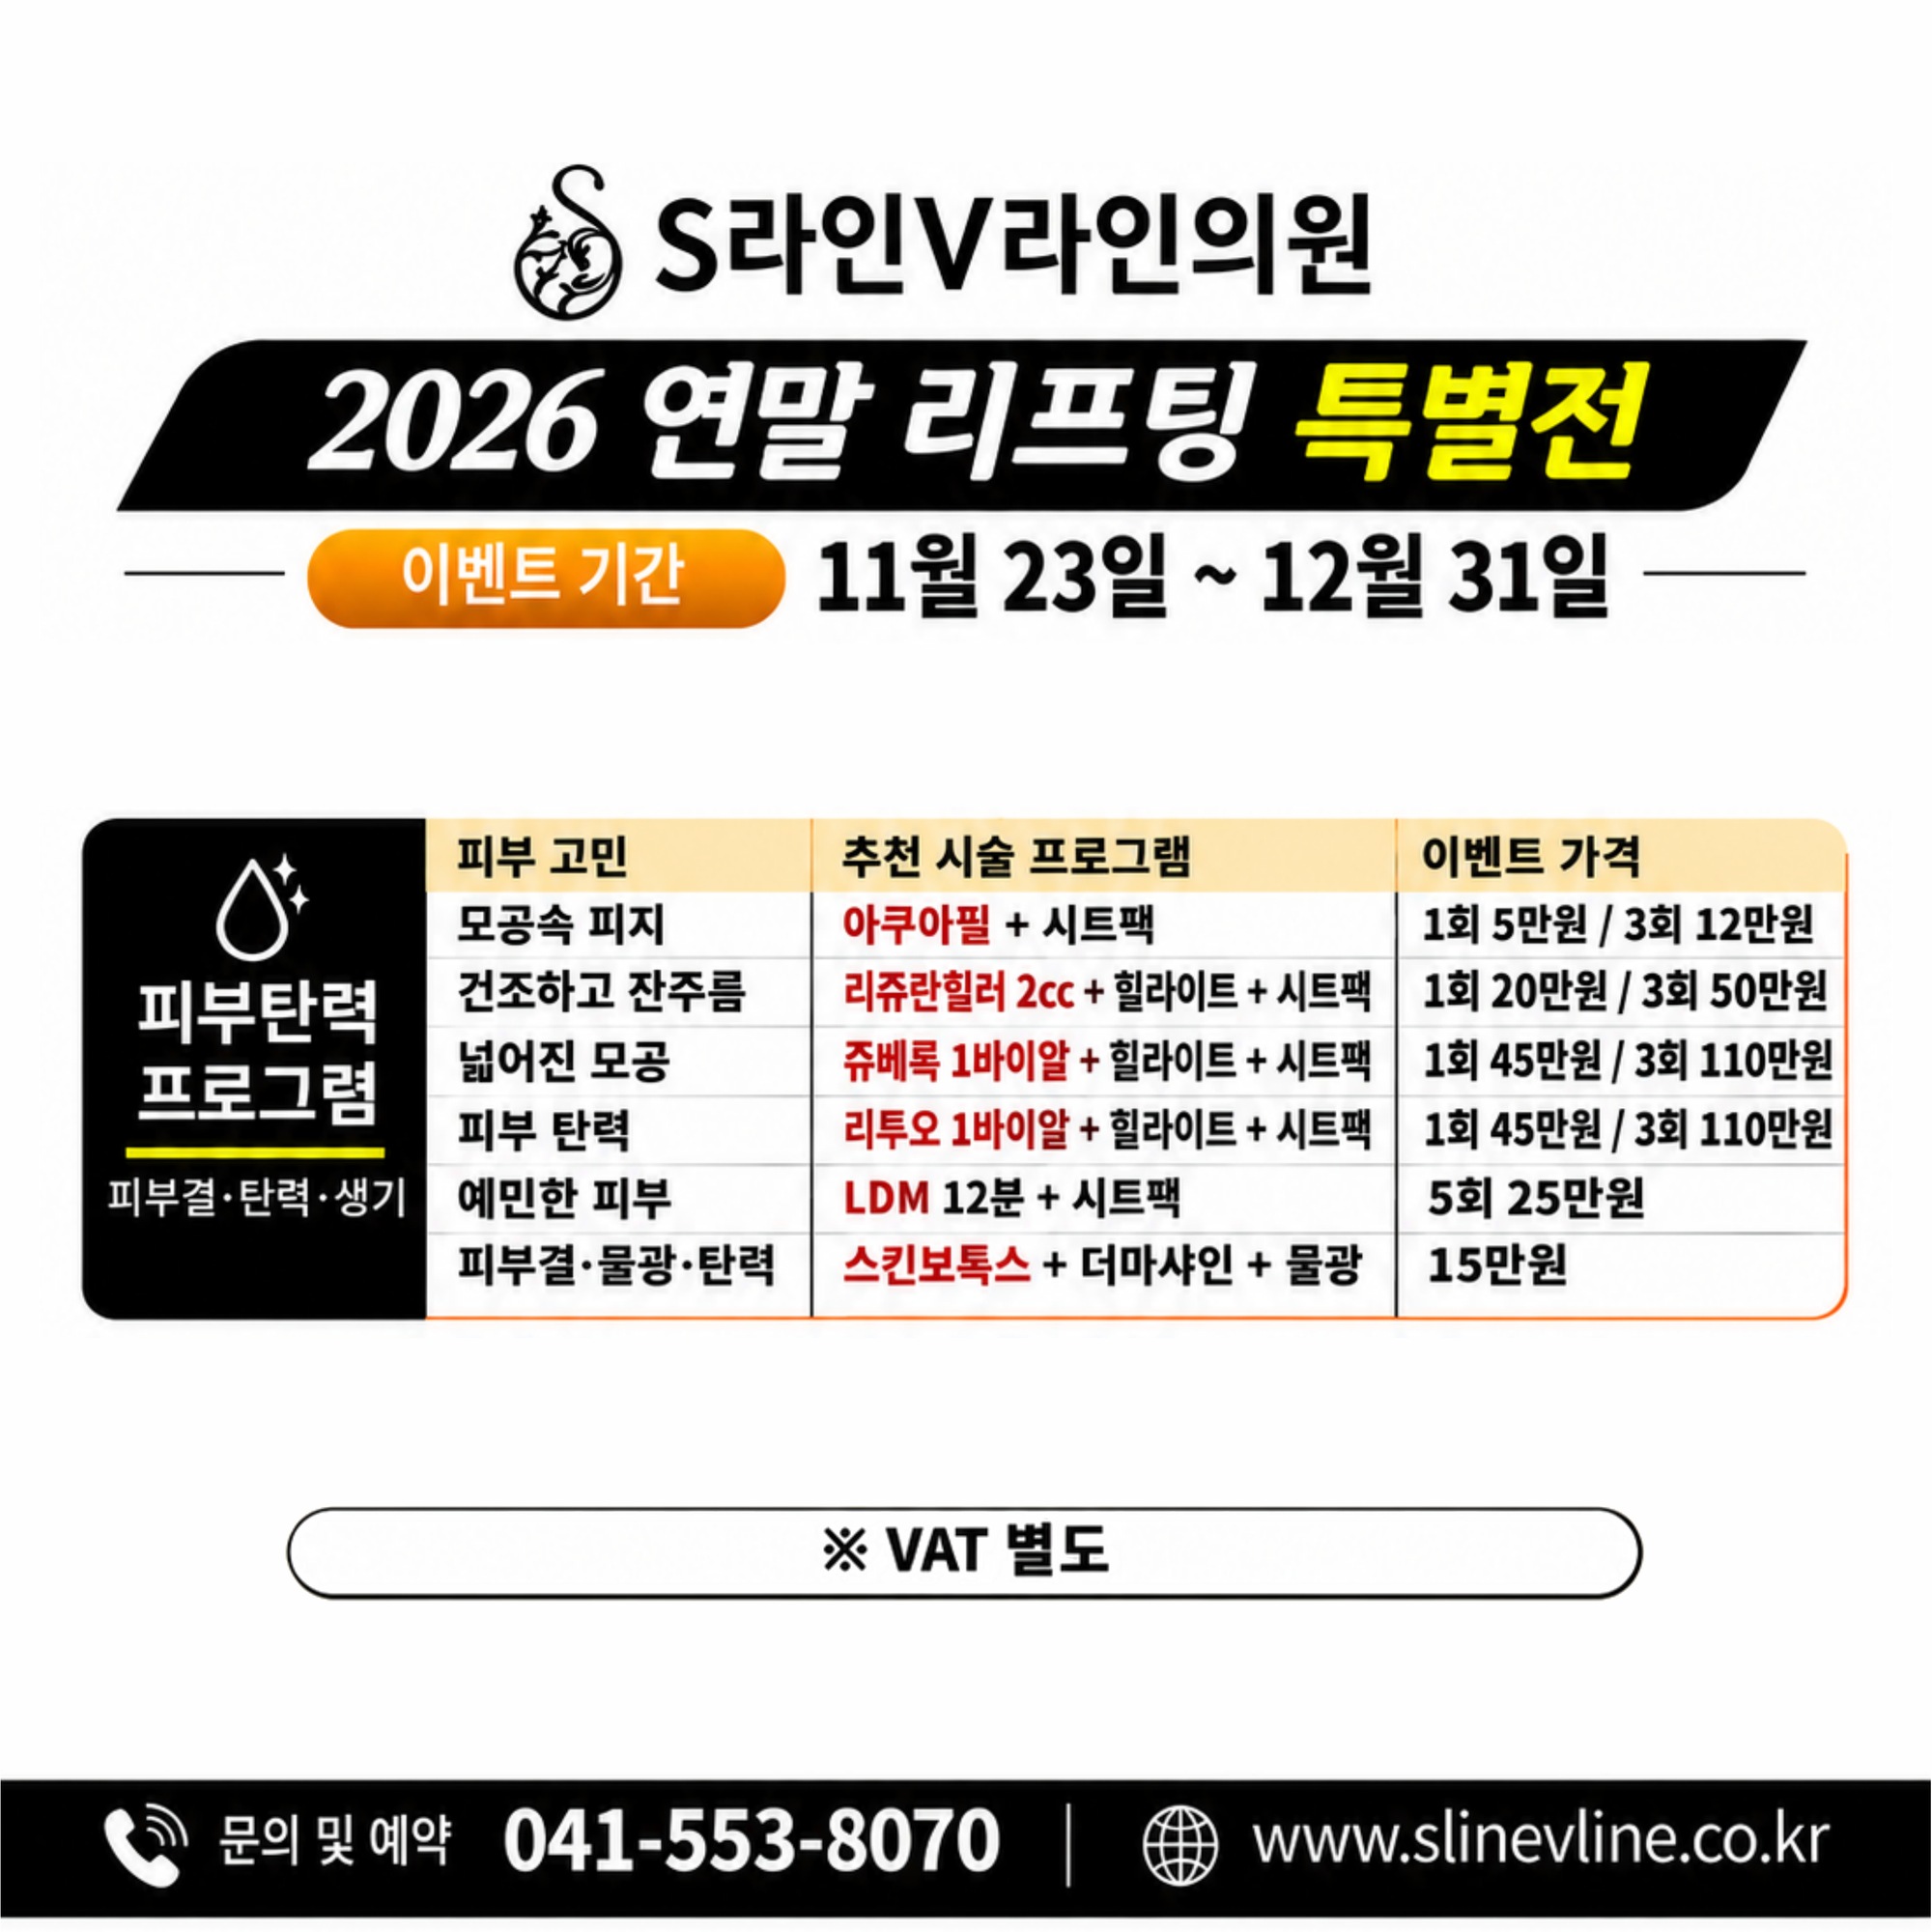 S라인V라인의원
2026 연말 리프팅 특별전
이벤트 기간 11월 23일 ~ 12월 31일
피부탄력
프로그렴
피부결·탄력·생기
피부 고민 추천 시술 프로그램 이벤트 가격
모공속 피지 아쿠아필 + 시트팩 1회 5만원 / 3회 12만원
건조하고 잔주름 리쥬란힐러 2cc + 힐라이트 + 시트팩 1회 20만원 / 3회 50만원
넓어진 모공 쥬베록 1바이알 + 힐라이트 + 시트팩 1회 45만원 / 3회 110만원
피부 탄력 리투오 1바이알 + 힐라이트 + 시트팩 1회 45만원 / 3회 110만원
예민한 피부 LDM 12분 + 시트팩 5회 25만원
피부결·물광·탄력 스킨보톡스 + 더마샤인 + 물광 15만원
※ VAT 별도
문의 및 예약 041-553-8070 www.slinevline.co.kr